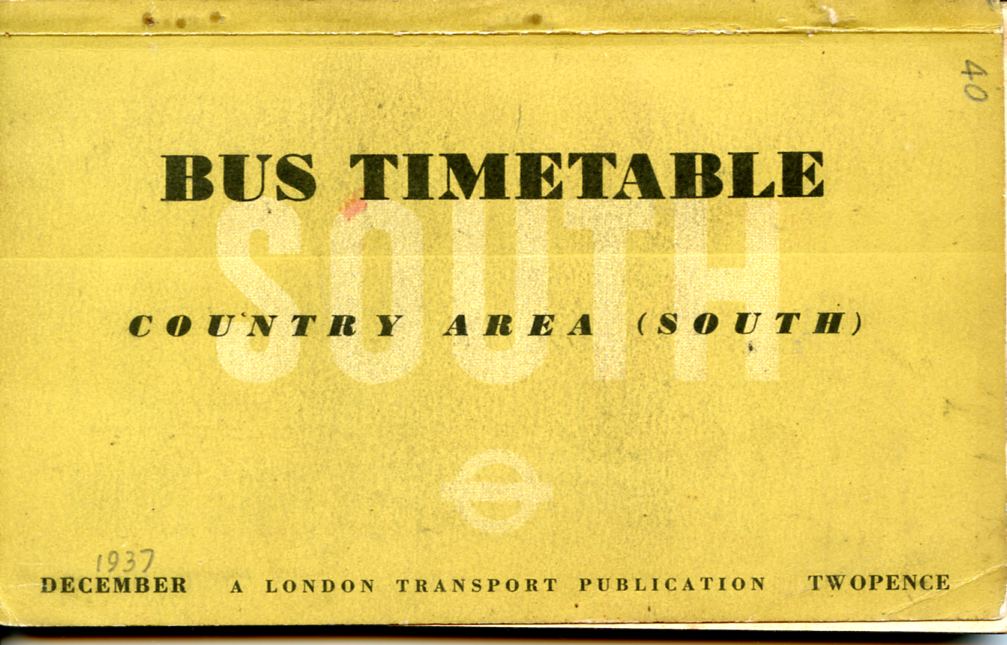 40
BUS TIMETABLE
SOUTH
COUNTRY AREA (SOUTH)
1937
DECEMBER A LONDON TRANSPORT PUBLICATION TWOPENCE